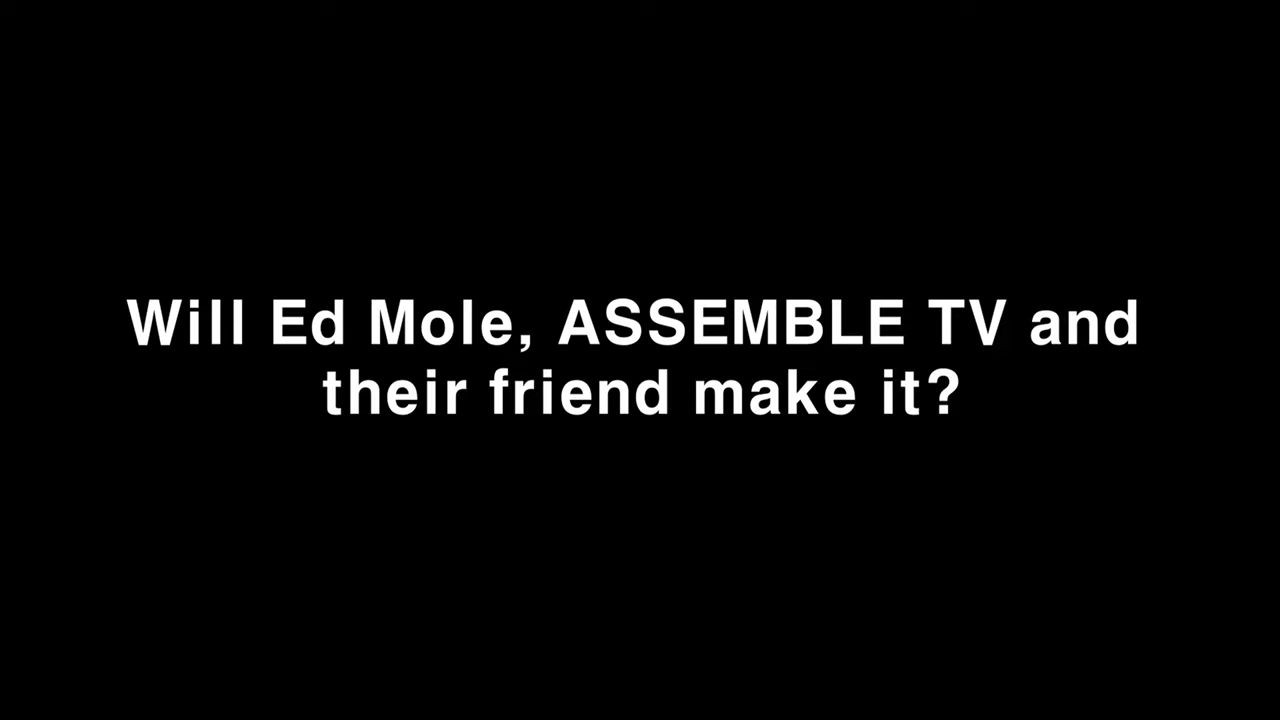 Will Ed Mole, ASSEMBLE TV and
their friend make it?